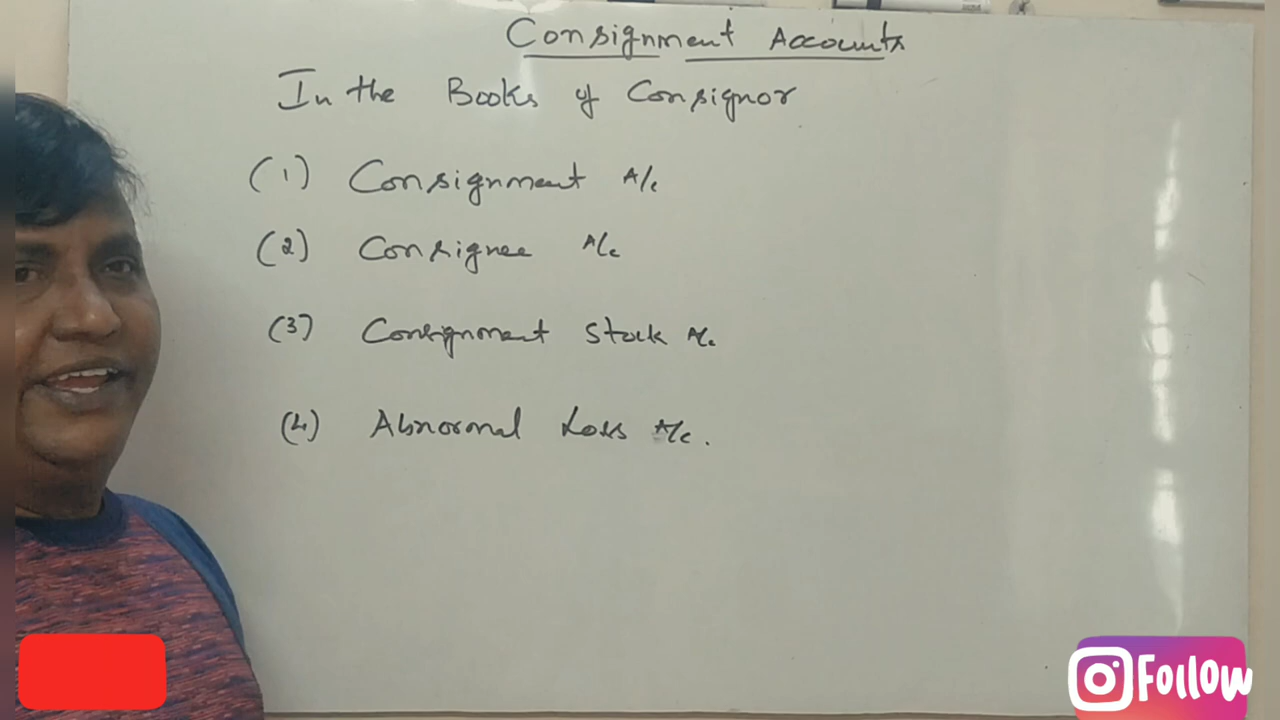 Consignment Accounts
In the Books of Consignor
(1) Consignment A/c
(2) Consignee A/c
(3) Consignment Stock A/c.
(4) Abnormal Loss A/c.
Follow